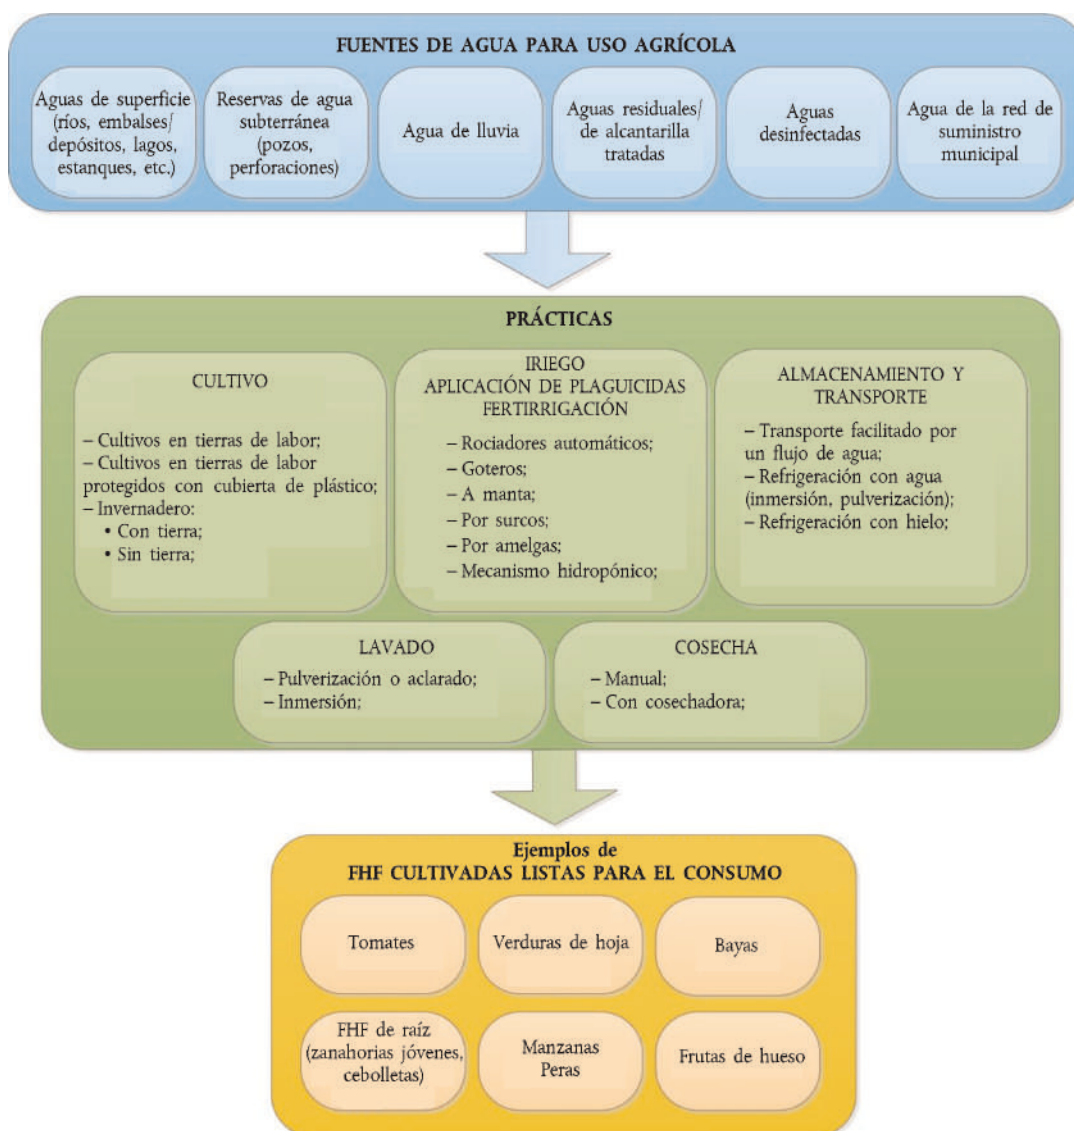 FUENTES DE AGUA PARA USO AGRÍCOLA
Aguas de superficie
(ríos, embalses/
depósitos, lagos,
estanques, etc.)
Reservas de agua
subterránea
(pozos,
perforaciones)
Agua de lluvia
Aguas residuales/
de alcantarilla
tratadas
Aguas
desinfectadas
Agua de la red de
suministro
municipal
PRÁCTICAS
CULTIVO
– Cultivos en tierras de labor;
– Cultivos en tierras de labor
protegidos con cubierta de plástico;
– Invernadero:
• Con tierra;
• Sin tierra;
IRIEGO
APLICACIÓN DE PLAGUICIDAS
FERTIRRIGACIÓN
– Rociadores automáticos;
– Goteros;
– A manta;
– Por surcos;
– Por amelgas;
– Mecanismo hidropónico;
ALMACENAMIENTO Y
TRANSPORTE
– Transporte facilitado por
un flujo de agua;
– Refrigeración con agua
(inmersión, pulverización);
– Refrigeración con hielo;
LAVADO
– Pulverización o aclarado;
– Inmersión;
COSECHA
– Manual;
– Con cosechadora;
Ejemplos de
FHF CULTIVADAS LISTAS PARA EL CONSUMO
Tomates
Verduras de hoja
Bayas
FHF de raíz
(zanahorias jóvenes,
cebolletas)
Manzanas
Peras
Frutas de hueso